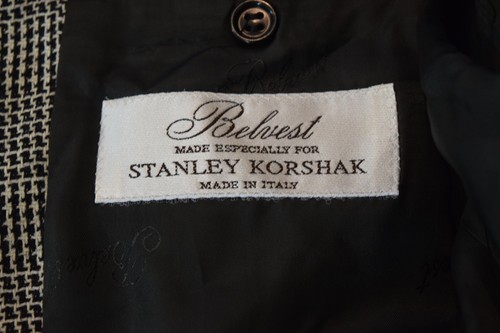 Belvest
MADE ESPECIALLY FOR
STANLEY KORSHAK
MADE IN ITALY